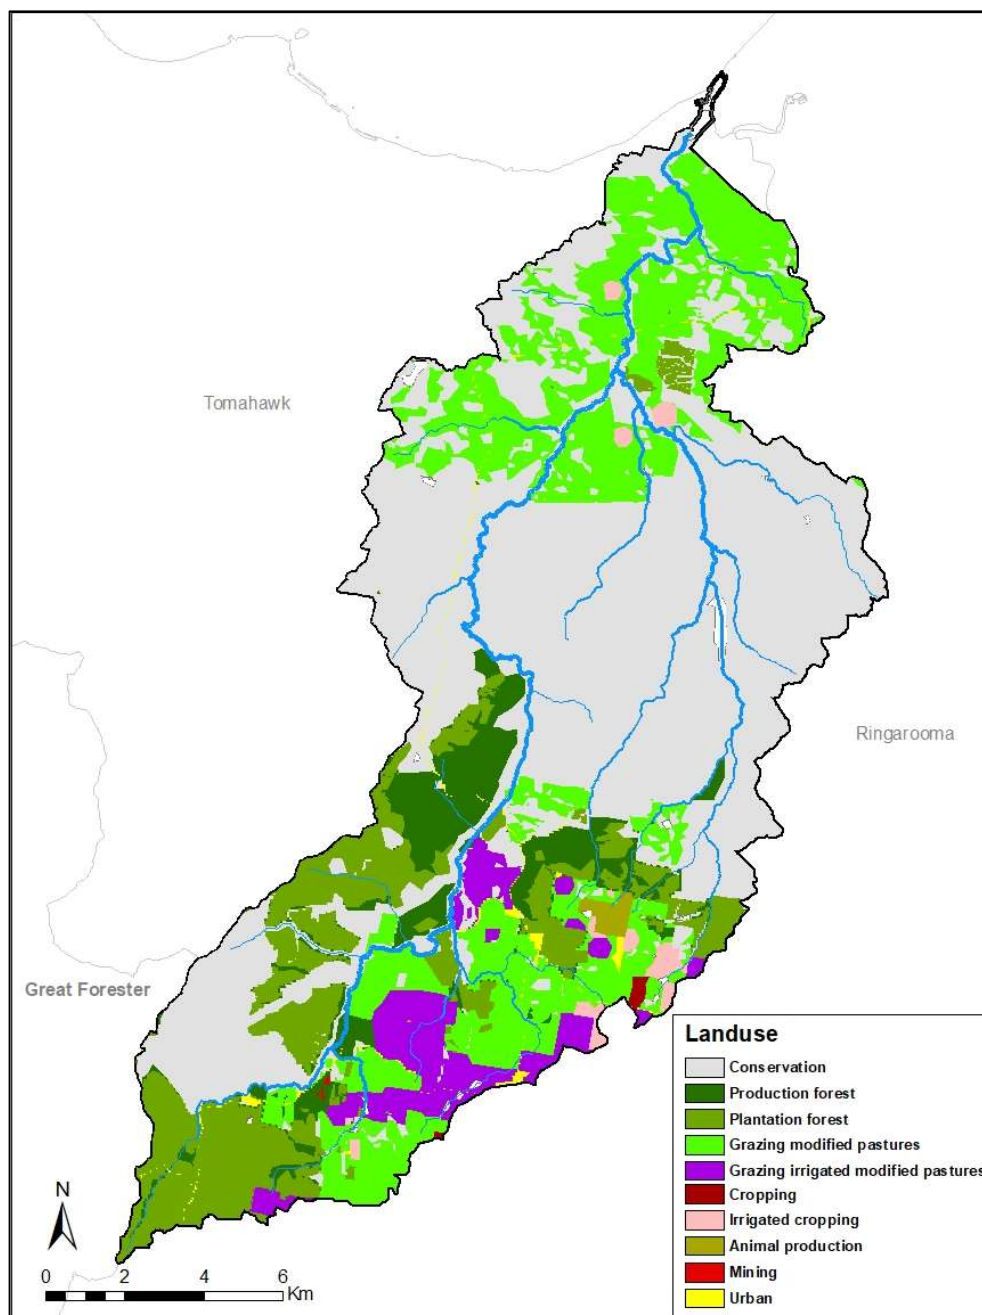 Tomahawk
Ringarooma
Great Forester
N
0 2 4 6
Km
Landuse
Conservation
Production forest
Plantation forest
Grazing modified pastures
Grazing irrigated modified pastures
Cropping
Irrigated cropping
Animal production
Mining
Urban